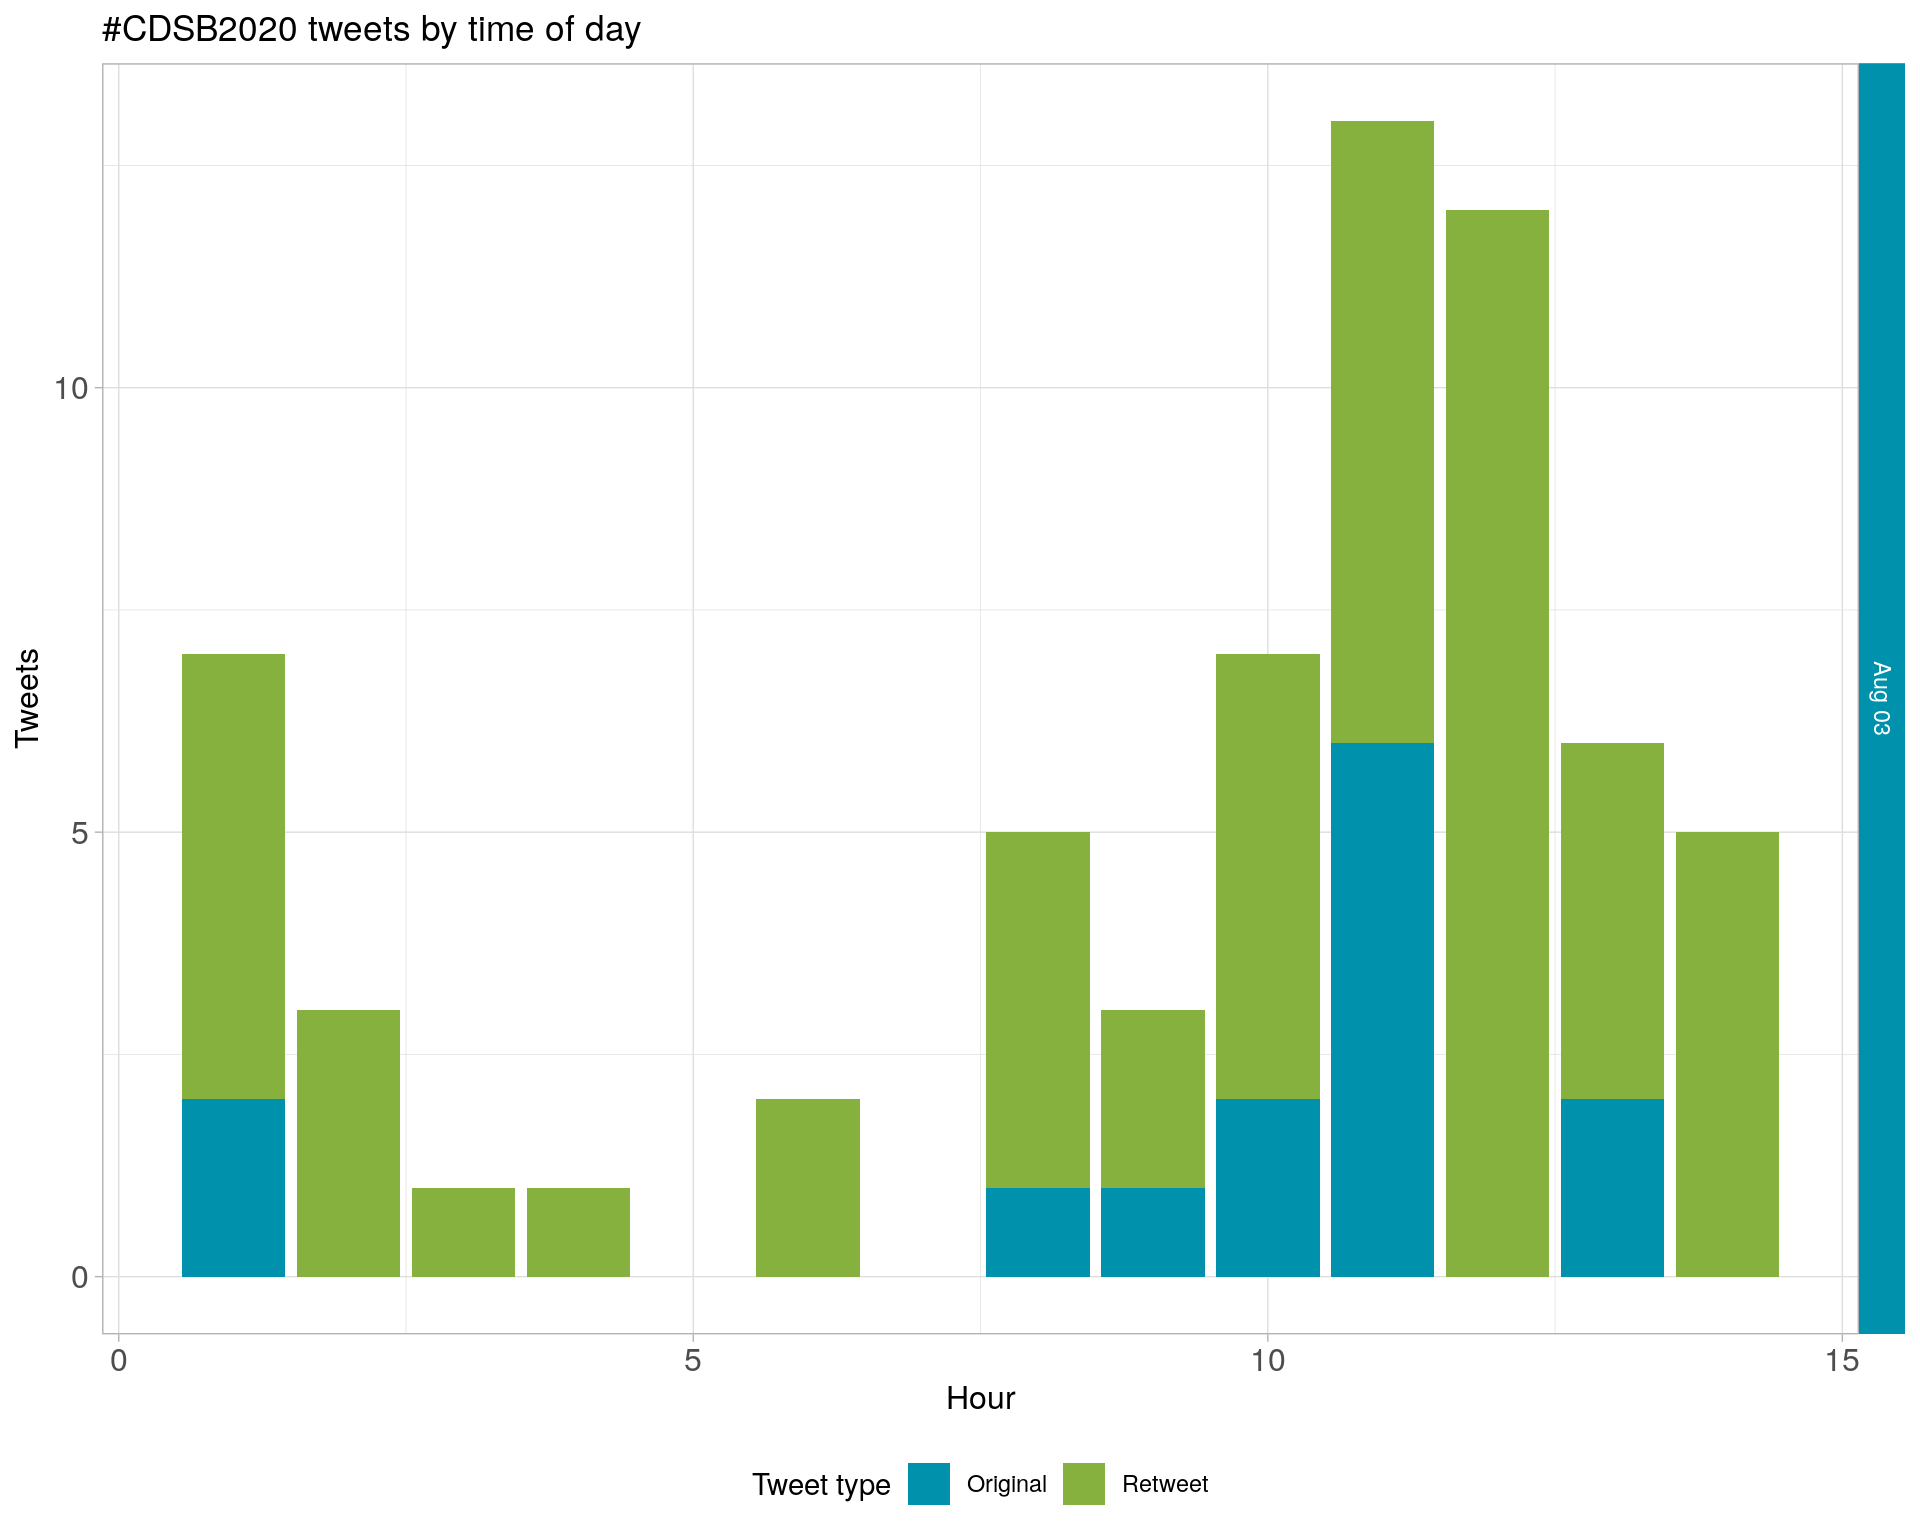 #CDSB2020 tweets by time of day
Tweets
10
5
0
Aug 03
0 5 10 15
Hour
Tweet type Original Retweet